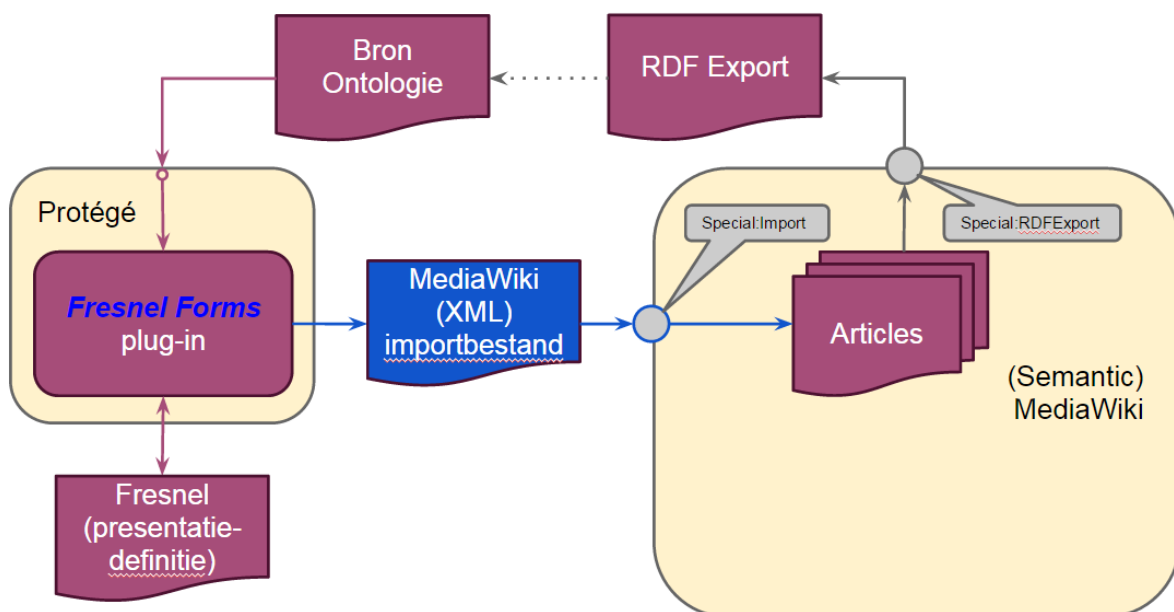 Bron
Ontologie
RDF Export
Protégé
Special:Import
Special:RDFExport
Fresnel Forms
plug-in
MediaWiki
(XML)
importbestand
Articles
(Semantic)
MediaWiki
Fresnel
(presentatie-
definitie)